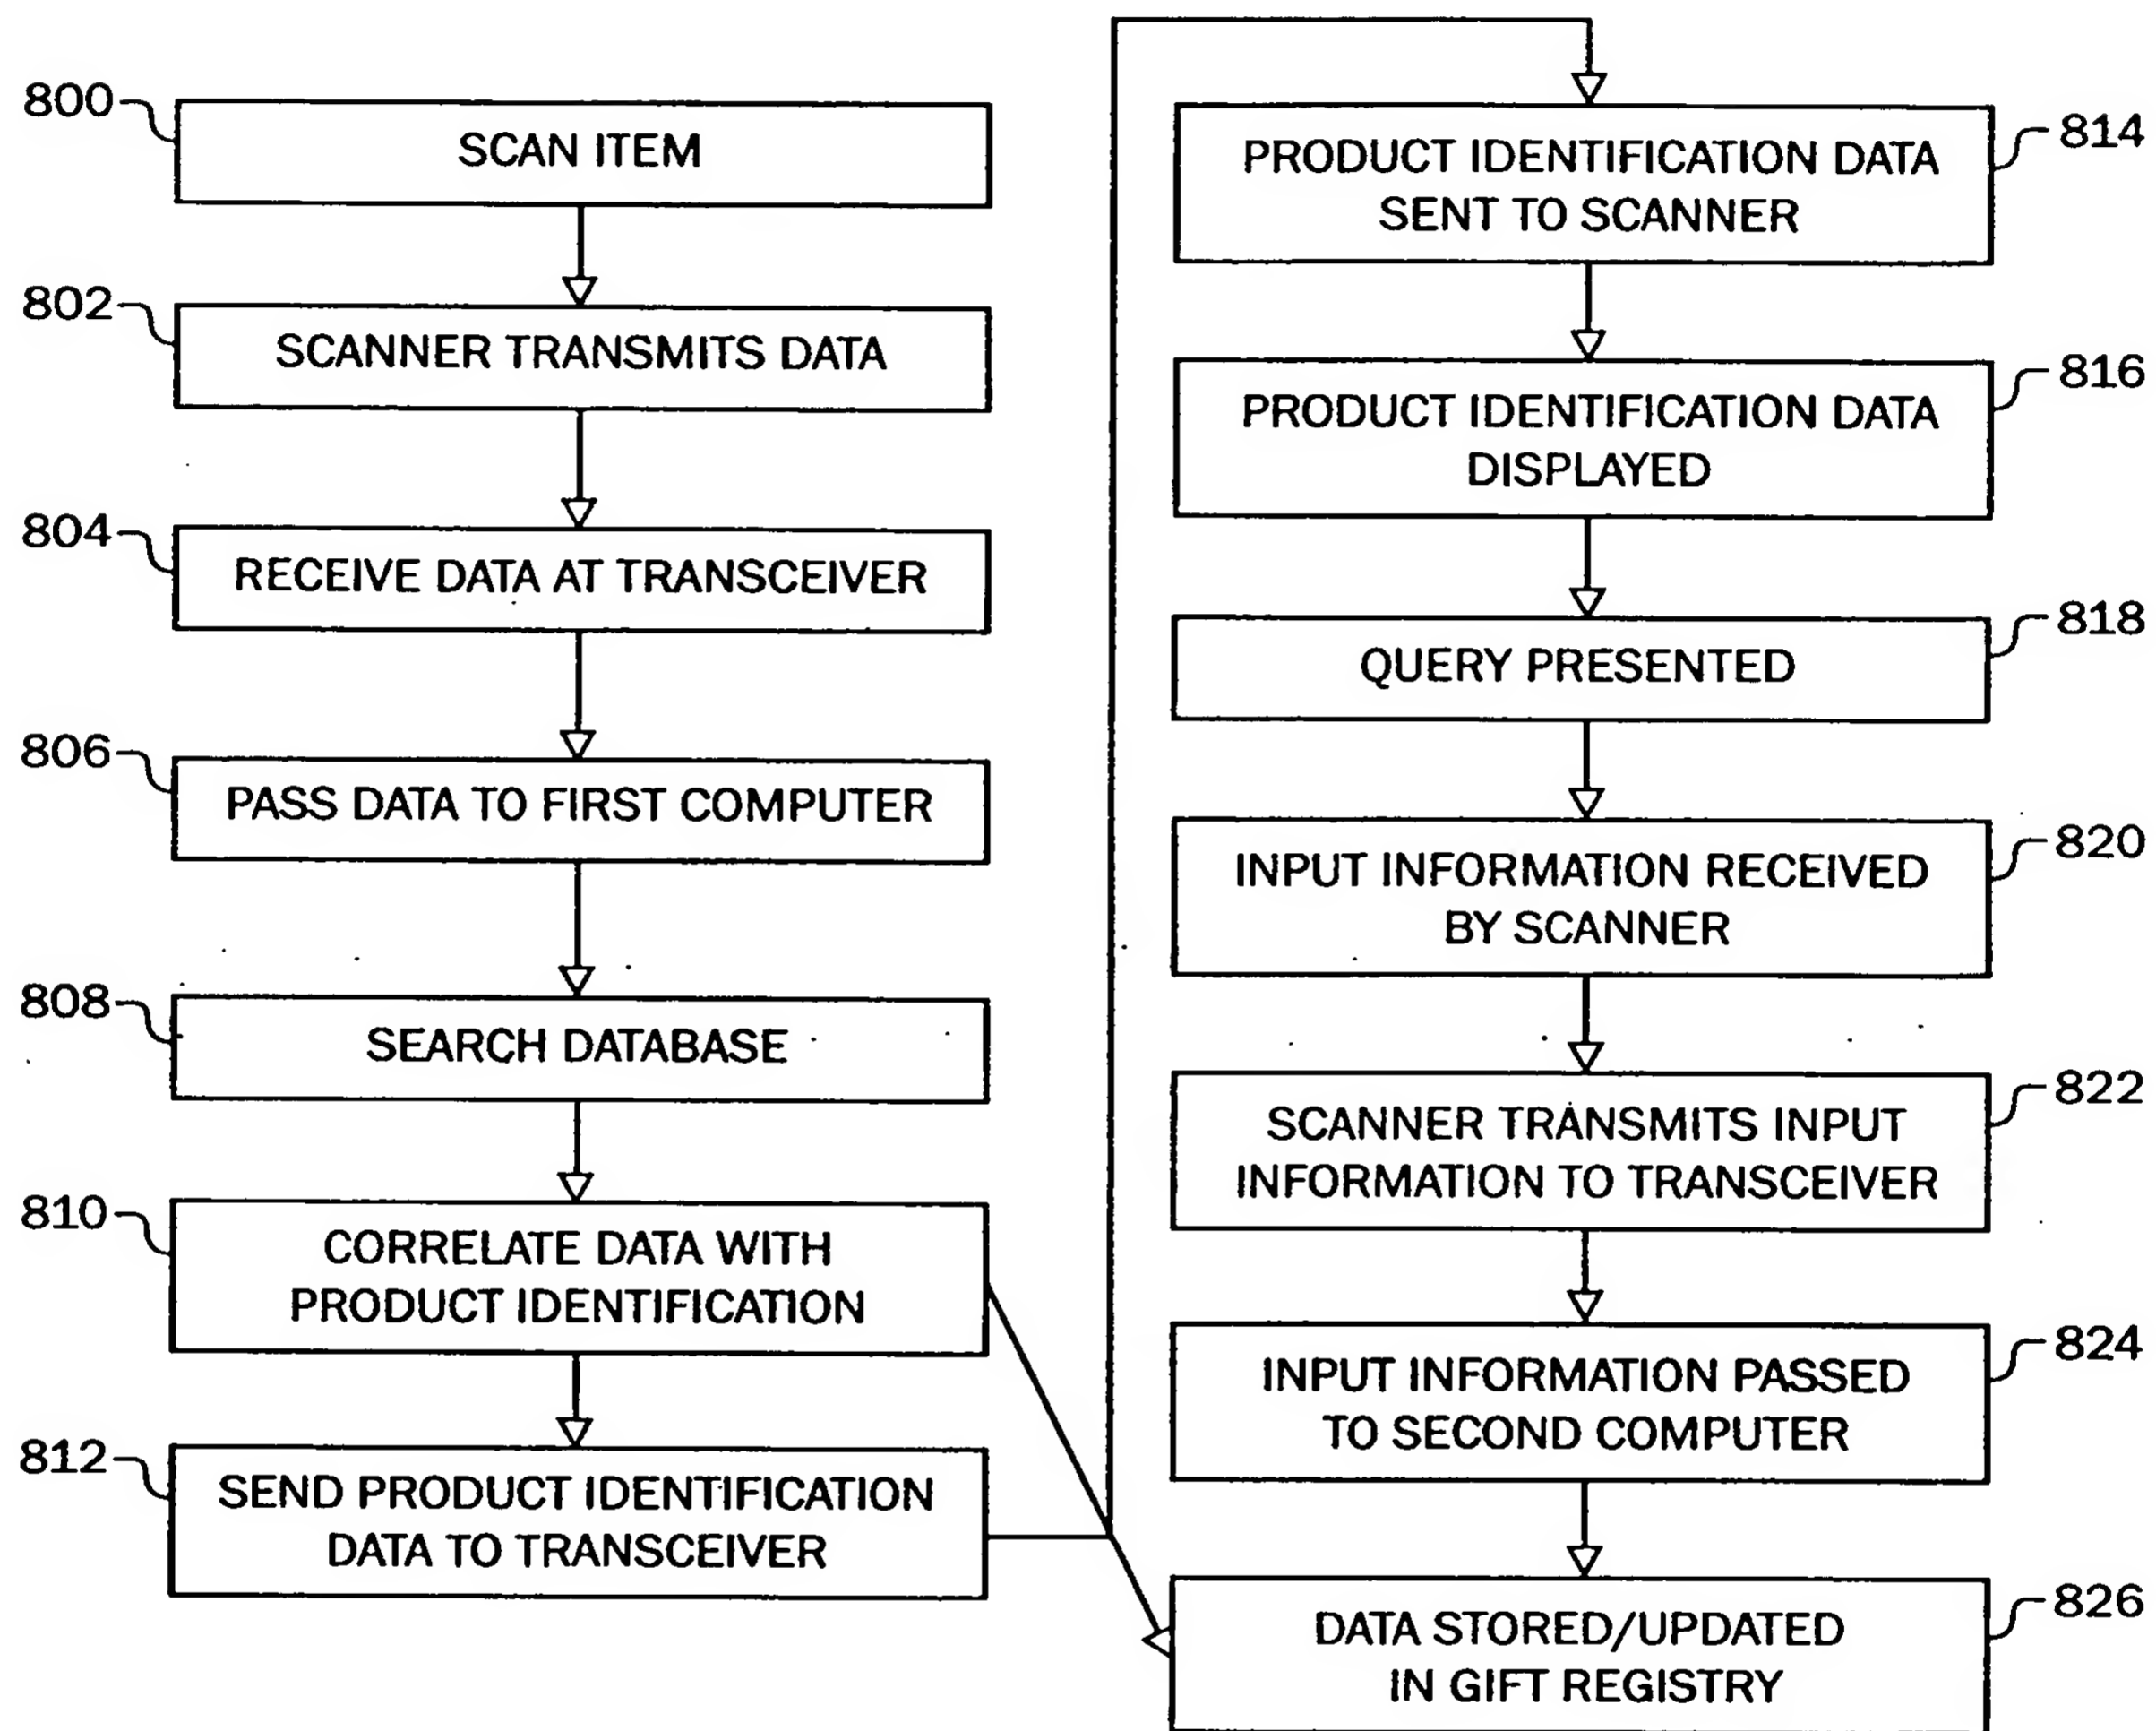 800
SCAN ITEM
802
SCANNER TRANSMITS DATA
804
RECEIVE DATA AT TRANSCEIVER
806
PASS DATA TO FIRST COMPUTER
808
SEARCH DATABASE
810
CORRELATE DATA WITH
PRODUCT IDENTIFICATION
812
SEND PRODUCT IDENTIFICATION
DATA TO TRANSCEIVER
814
PRODUCT IDENTIFICATION DATA
SENT TO SCANNER
816
PRODUCT IDENTIFICATION DATA
DISPLAYED
818
QUERY PRESENTED
820
INPUT INFORMATION RECEIVED
BY SCANNER
822
SCANNER TRANSMITS INPUT
INFORMATION TO TRANSCEIVER
824
INPUT INFORMATION PASSED
TO SECOND COMPUTER
826
DATA STORED/UPDATED
IN GIFT REGISTRY